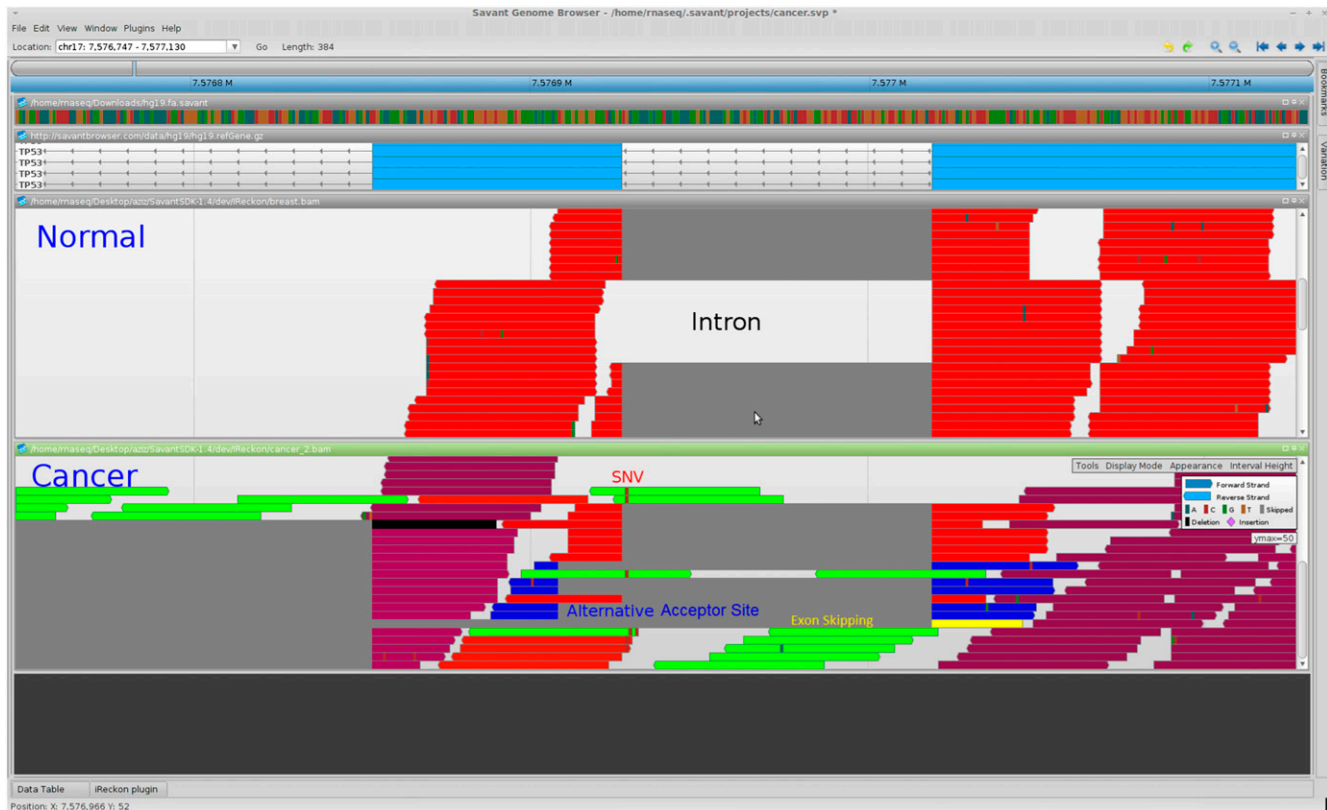 Savant Genome Browser - /home/rnaseq/.savant/projects/cancer.svp *
File Edit View Window Plugins Help
Location: chr17: 7,576,747 - 7,577,130 Go Length: 384
7.5768 M 7.5769 M 7.577 M 7.5771 M
Bookmarks
Variation
/home/rnaseq/Downloads/hg19.fa.savant
http://savantbrowser.com/data/hg19/hg19.refGene.gz
TP53
TP53
TP53
TP53
/home/rnaseq/Desktop/aziz/SavantSDK-1.4/dev/IReckon/breast.bam
Normal
Intron
/home/rnaseq/Desktop/aziz/SavantSDK-1.4/dev/IReckon/cancer_2.bam
Cancer
SNV
Tools Display Mode Appearance Interval Height
Forward Strand
Reverse Strand
A C G T Skipped
Deletion Insertion
ymax=50
Alternative Acceptor Site
Exon Skipping
Data Table iReckon plugin
Position: X: 7,576,966 Y: 52